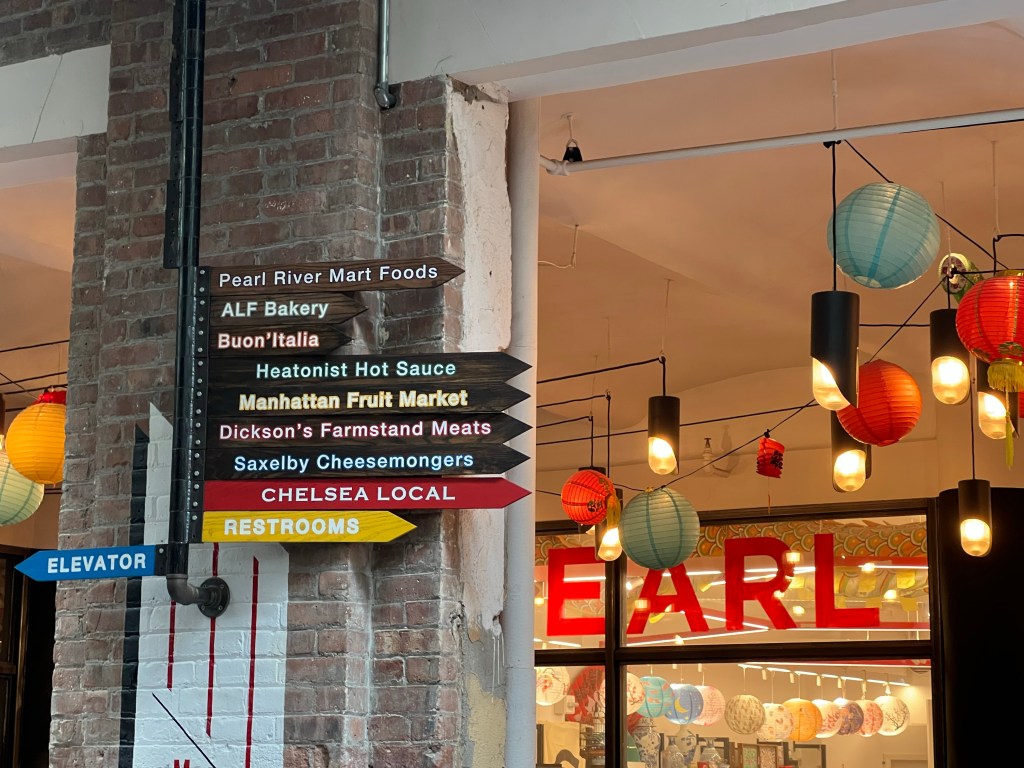 Pearl River Mart Foods
ALF Bakery
Buon'Italia
Heatonist Hot Sauce
Manhattan Fruit Market
Dickson's Farmstand Meats
Saxelby Cheesemongers
CHELSEA LOCAL
RESTROOMS
ELEVATOR
EARL